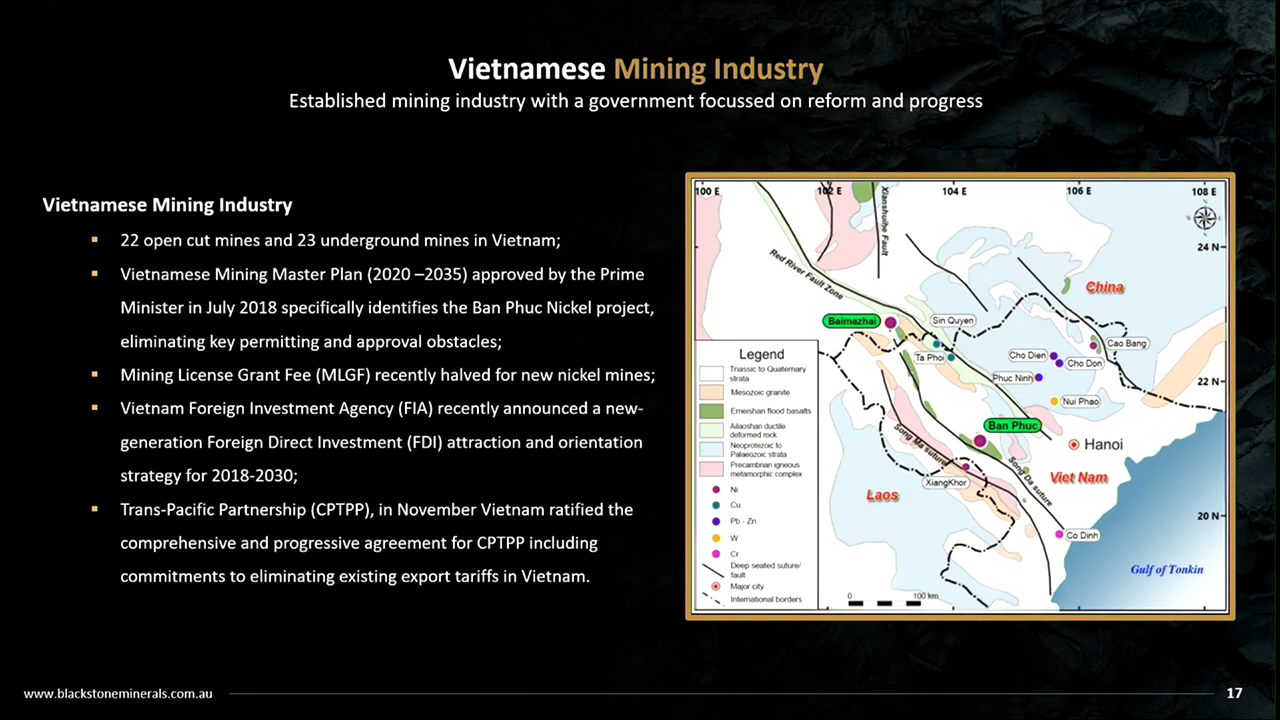 Vietnamese Mining Industry
Established mining industry with a government focussed on reform and progress
Vietnamese Mining Industry
▪ 22 open cut mines and 23 underground mines in Vietnam;
▪ Vietnamese Mining Master Plan (2020 –2035) approved by the Prime
Minister in July 2018 specifically identifies the Ban Phuc Nickel project,
eliminating key permitting and approval obstacles;
▪ Mining License Grant Fee (MLGF) recently halved for new nickel mines;
▪ Vietnam Foreign Investment Agency (FIA) recently announced a new-
generation Foreign Direct Investment (FDI) attraction and orientation
strategy for 2018-2030;
▪ Trans-Pacific Partnership (CPTPP), in November Vietnam ratified the
comprehensive and progressive agreement for CPTPP including
commitments to eliminating existing export tariffs in Vietnam.
100 E
102 E
104 E
106 E
108 E
Xianshuihe Fault
24 N
Red River Fault Zone
China
Baimazhai
Sin Quyen
Ta Phoi
Cao Bang
Cho Dien
Cho Don
Phuc Ninh
22 N
Nui Phao
Ban Phuc
Hanoi
Song Ma suture
Song Da suture
XiangKhor
Viet Nam
Laos
20 N
Co Dinh
Gulf of Tonkin
Legend
Triassic to Quaternary
strata
Mesozoic granite
Emershan flood basalts
Ailaoshan ductile
deformed rock
Neoprotezoic to
Palaeozoic strata
Precambrian igneous
metamorphic complex
Ni
Cu
Pb - Zn
W
Cr
Deep seated suture/
fault
Major city
International borders
0
100 km
www.blackstoneminerals.com.au
17